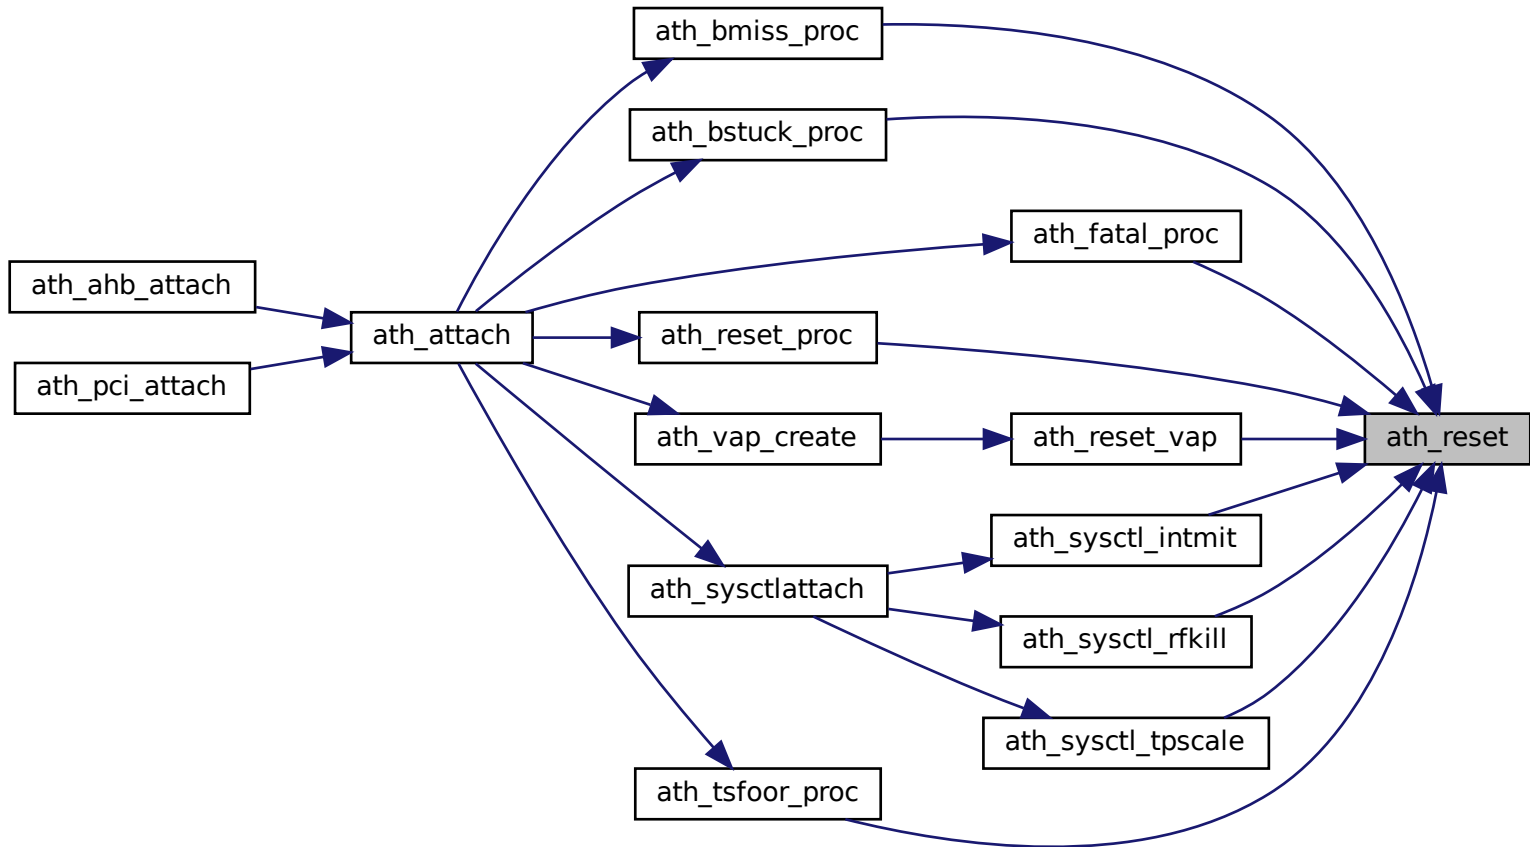 ath_bmiss_proc
ath_bstuck_proc
ath_fatal_proc
ath_ahb_attach
ath_attach
ath_reset_proc
ath_pci_attach
ath_vap_create
ath_reset_vap
ath_reset
ath_sysctl_intmit
ath_sysctlattach
ath_sysctl_rfkill
ath_sysctl_tpscale
ath_tsfoor_proc